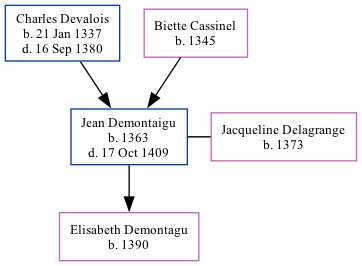 Charles Devalois
b. 21 Jan 1337
d. 16 Sep 1380
Biette Cassinel
b. 1345
Jean Demontaigu
b. 1363
d. 17 Oct 1409
Jacqueline Delagrange
b. 1373
Elisabeth Demontagu
b. 1390